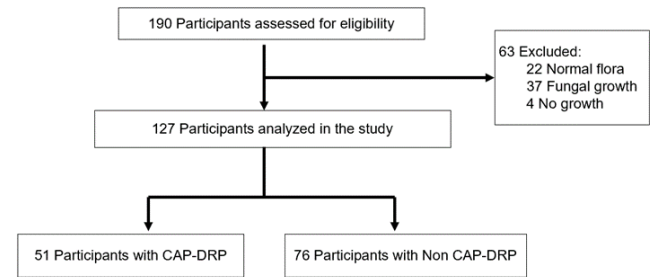 190 Participants assessed for eligibility
63 Excluded:
22 Normal flora
37 Fungal growth
4 No growth
127 Participants analyzed in the study
51 Participants with CAP-DRP
76 Participants with Non CAP-DRP